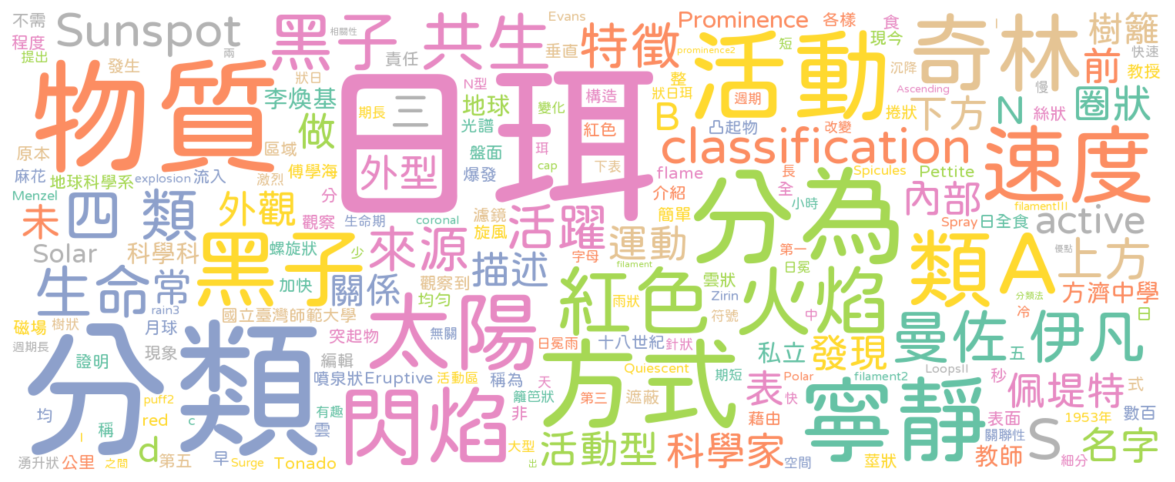 不需 Sunspot 黑子 共生 Evans 特徵 Prominence 各樣 食 奇林 樹籬
程度 提出 發生 相關性 兩 責任 垂直 prominence2 活動 短 現今 快速
物質 狀日 日珥 三 N型 構造 整 沉降 Ascending 慢 前 教授
李煥基 期長 地球 變化 狀日珥 週期 捲狀 下方 N 絲狀 圈狀
做 外型 光譜 紅色 B 凸起物 改變 classification 速度
原本 區域 盤面 珥 下表
麻花 地球科學系 explosion 流入 傅學海 爆發 cap flame 介紹 長 Spicules Pettite 內部 filamentIII
Menzel 激烈 分 全 小時 Spray 日全食 active
未 四類 外觀 觀察 生命期 coronal 活躍 簡單 分為 類 A
Solar 科學科 螺旋狀 濾鏡 旋風 來源 運動 第一 日冕 上方 優點
黑子 少 字母 filament 雲狀
生命 常 加快 關係 觀察到 均勻 描述 紅色 火焰 Zirin 方濟中學
磁場 樹狀 rain3 國立臺灣師範大學 太陽 雨狀 符號 中 冷 分類法 日
週期長 月球 突起物 無關 日冕雨 十八世紀 針狀 曼佐 五 伊凡
分類 證明 現象 編輯 方式 私立 發現
噴泉狀 Eruptive 稱為 Quiescent 期短 filament2 LoopsII 秒
均 puff2 red 有趣 閃焰 活動區 天 籬笆狀 第三 遮蔽 表 Polar 快 寧靜 佩堤特 式
稱 c 非 藉由 表面 1953年 數百
l d 雲 活動型 科學家 關聯性 S 名字
湧升狀 公里 之間 第五 早 Surge Tonado 大型 出 空間 莖狀 教師 細分